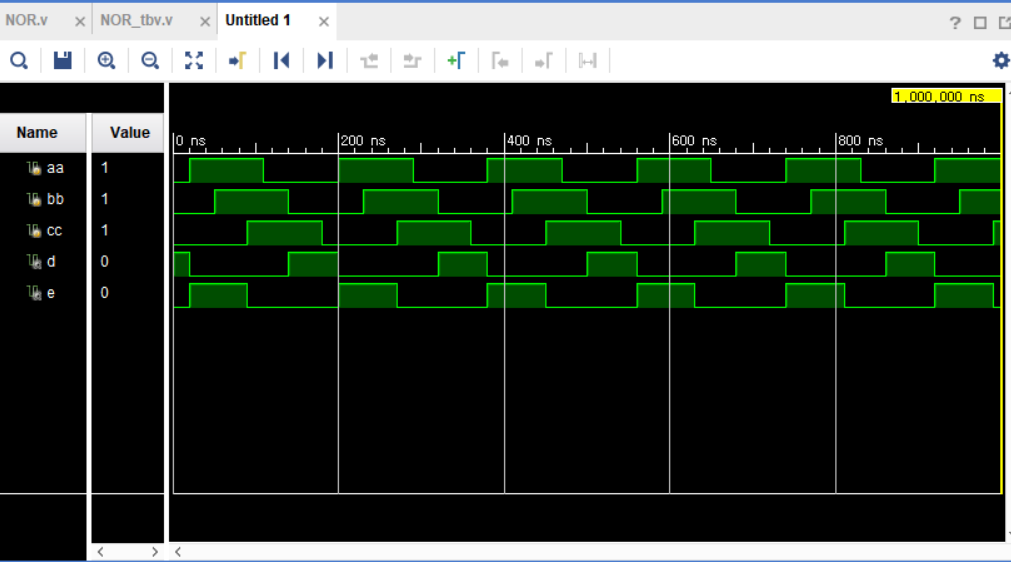 NOR.v × NOR_tbv.v × Untitled 1 × ?
1,000,000 ns
Name Value 0 ns 200 ns 400 ns 600 ns 800 ns
aa 1
bb 1
cc 1
d 0
e 0